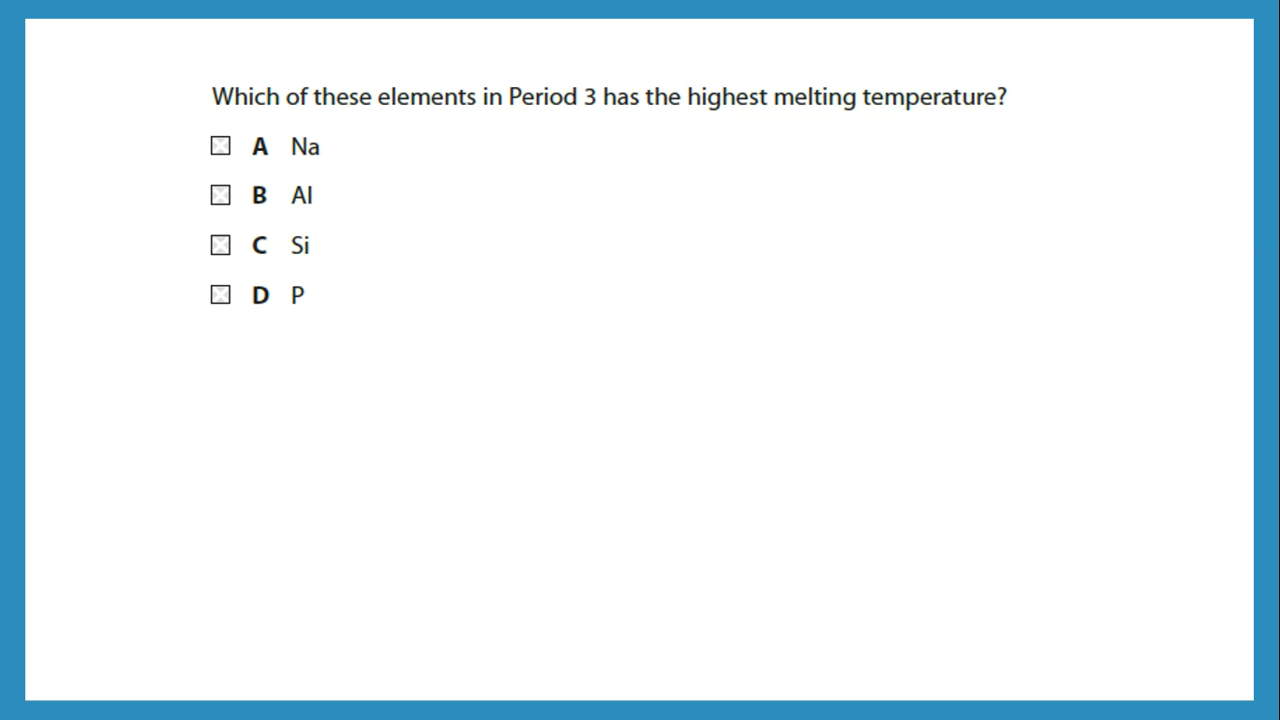 Which of these elements in Period 3 has the highest melting temperature?
A Na
B Al
C Si
D P